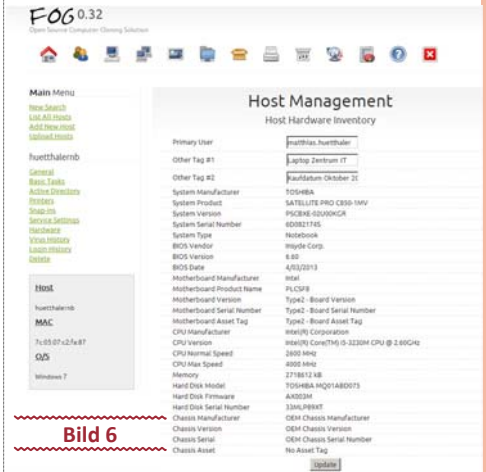 FOG 0.32
Open Source Computer Cloning Solution
Main Menu
New Search
List All Hosts
Add New Host
Upload Hosts
huetthalernb
General
Basic Tasks
Active Directory
Printers
Snap-ins
Service Settings
Hardware
Virus History
Login History
Delete
Host
huetthalernb
MAC
7c:05:07:c2:fe:87
O/S
Windows 7
Host Management
Host Hardware Inventory
Primary User matthias.huetthaler
Other Tag #1 Laptop Zentrum IT
Other Tag #2 Kaufdatum Oktober 20
System Manufacturer TOSHIBA
System Product SATELLITE PRO C850-1MV
System Version PSCBXE-02U00KGR
System Serial Number 6D082174S
System Type Notebook
BIOS Vendor Insyde Corp.
BIOS Version 6.60
BIOS Date 4/03/2013
Motherboard Manufacturer Intel
Motherboard Product Name PLCSF8
Motherboard Version Type2 - Board Version
Motherboard Serial Number Type2 - Board Serial Number
Motherboard Asset Tag Type2 - Board Asset Tag
CPU Manufacturer Intel(R) Corporation
CPU Version Intel(R) Core(TM) i5-3230M CPU @ 2.60GHz
CPU Normal Speed 2600 MHz
CPU Max Speed 4000 MHz
Memory 2718612 kB
Hard Disk Model TOSHIBA MQ01ABD075
Hard Disk Firmware AX003M
Hard Disk Serial Number 33MLP89XT
Chassis Manufacturer OEM Chassis Manufacturer
Chassis Version OEM Chassis Version
Chassis Serial OEM Chassis Serial Number
Chassis Asset No Asset Tag
Update
Bild 6